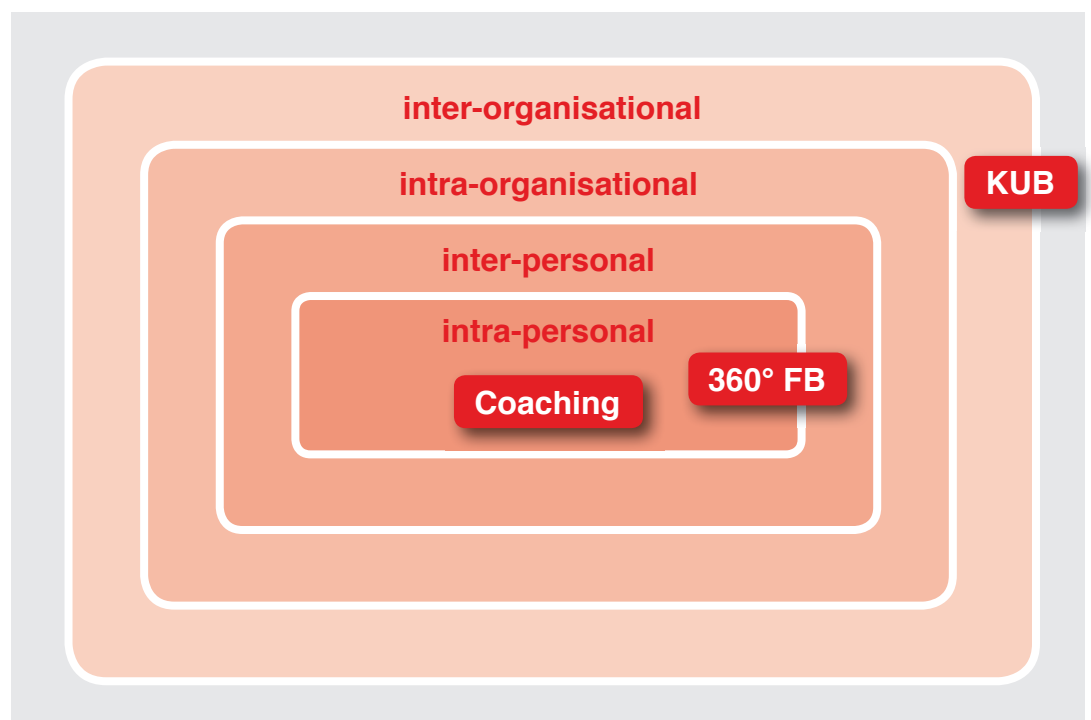 inter-organisational
intra-organisational
KUB
inter-personal
intra-personal
360° FB
Coaching